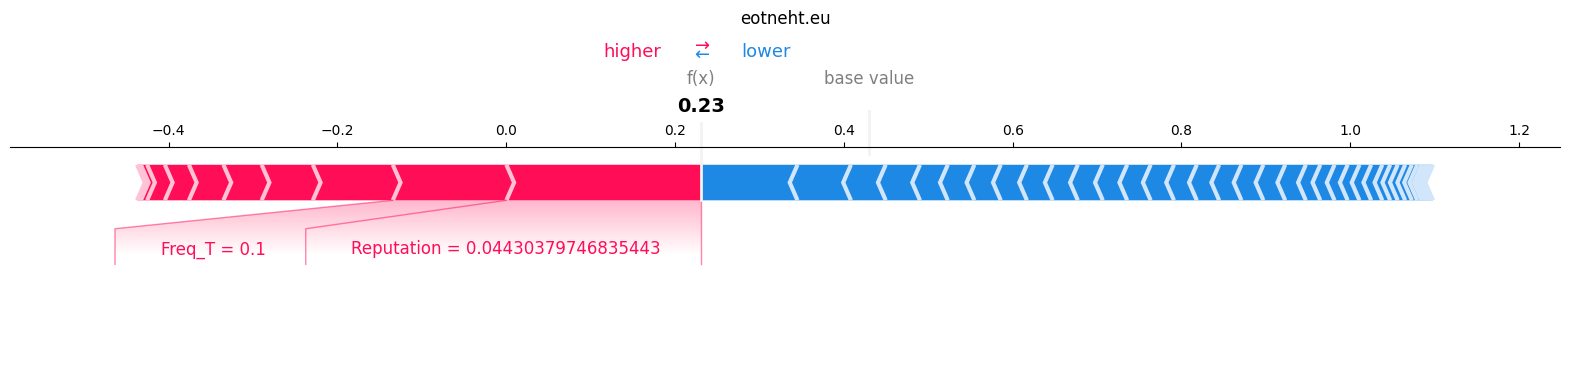 eotneht.eu
higher ⇄ lower
f(x) base value
0.23
−0.4 −0.2 0.0 0.2 0.4 0.6 0.8 1.0 1.2
Freq_T = 0.1 Reputation = 0.04430379746835443